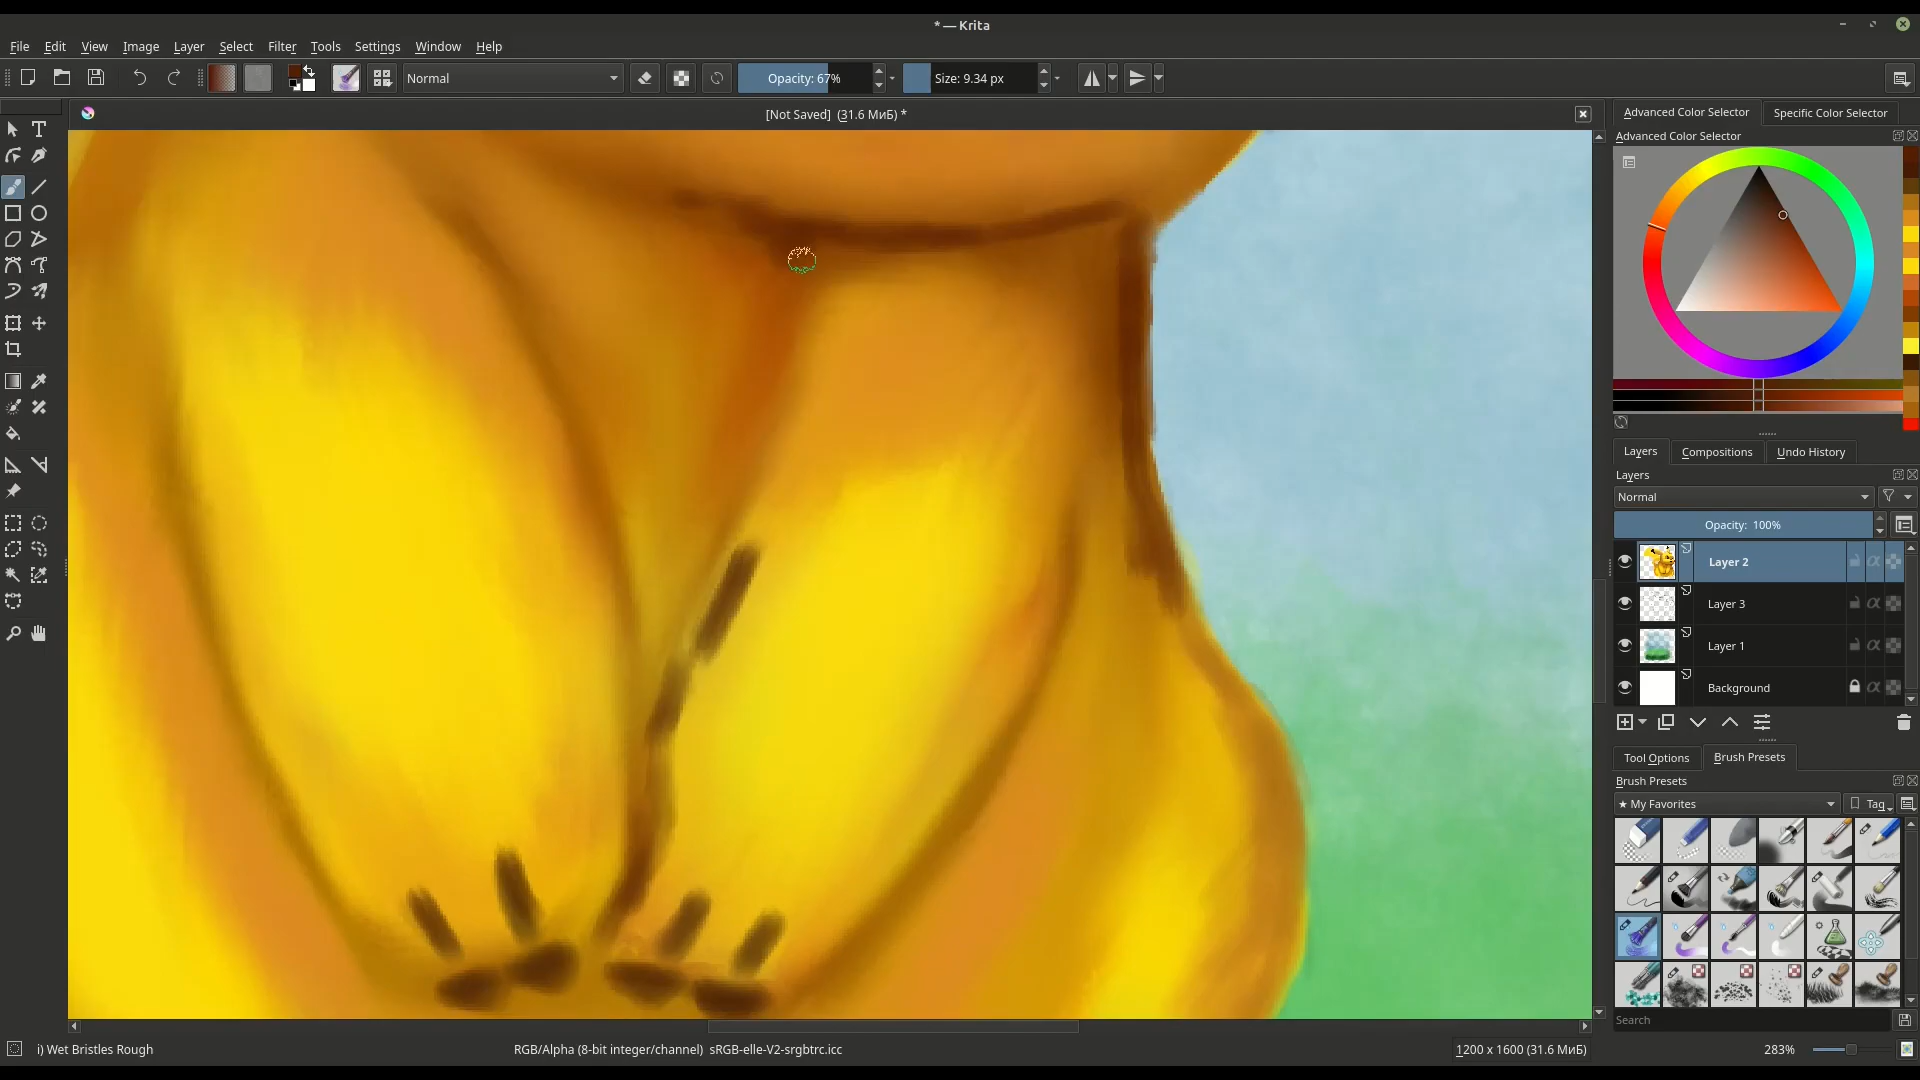 * — Krita
File Edit View Image Layer Select Filter Tools Settings Window Help
Normal
Opacity: 67%
Size: 9.34 px
[Not Saved] (31.6 МиБ) *
Advanced Color Selector
Specific Color Selector
Advanced Color Selector
Layers
Compositions
Undo History
Layers
Normal
Opacity: 100%
Layer 2
Layer 3
Layer 1
Background
Tool Options
Brush Presets
Brush Presets
★ My Favorites
Tag
Search
i) Wet Bristles Rough
RGB/Alpha (8-bit integer/channel) sRGB-elle-V2-srgbtrc.icc
1200 x 1600 (31.6 МиБ)
283%